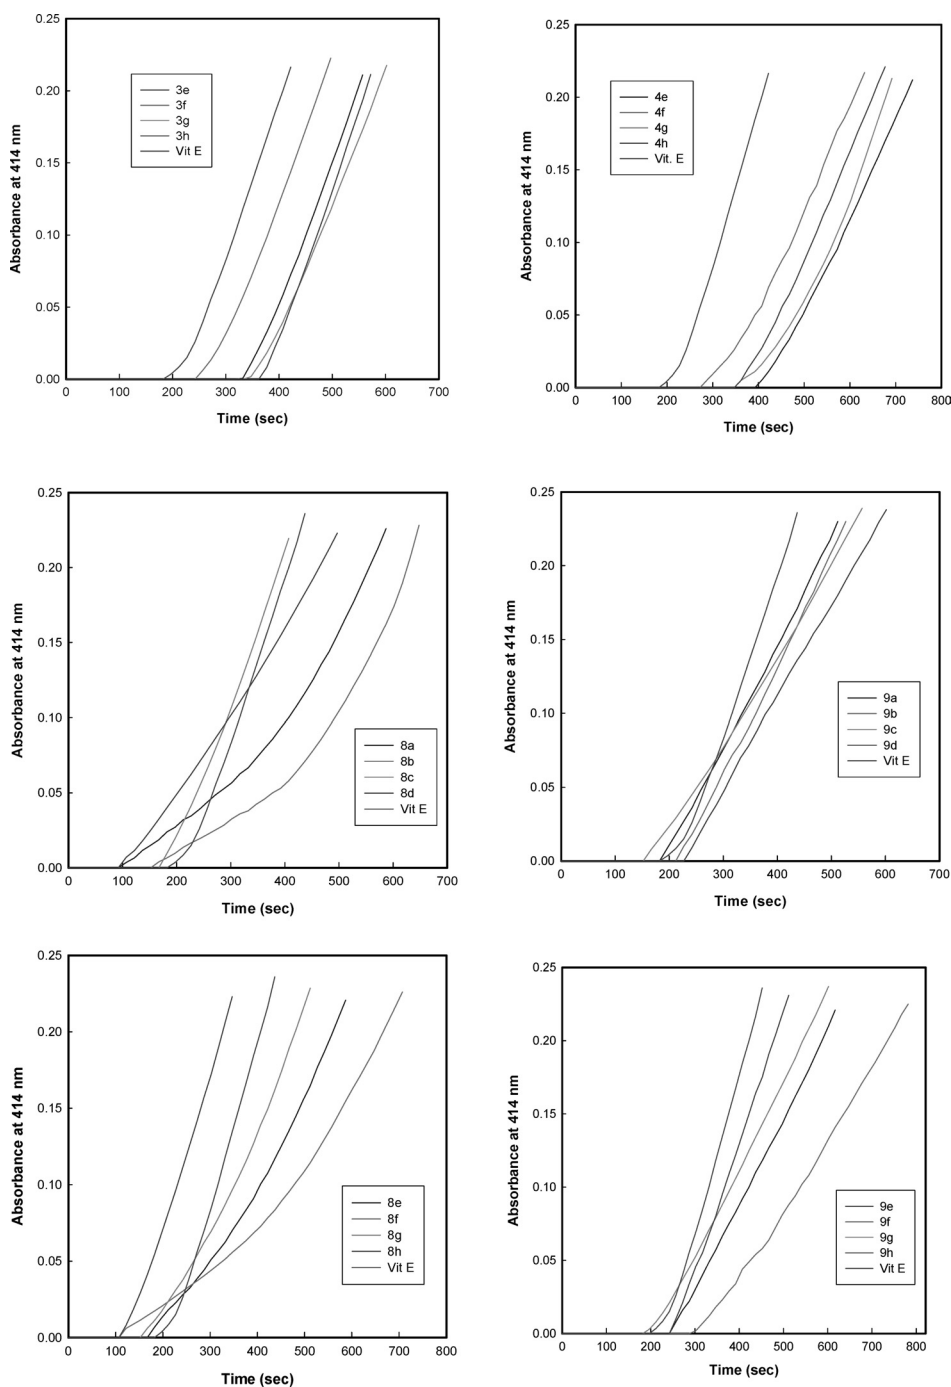 Absorbance at 414 nm
0.25
0.20
0.15
0.10
0.05
0.00
3e
3f
3g
3h
Vit E
0 100 200 300 400 500 600 700
Time (sec)
Absorbance at 414 nm
0.25
0.20
0.15
0.10
0.05
0.00
4e
4f
4g
4h
Vit. E
0 100 200 300 400 500 600 700 800
Time (sec)
Absorbance at 414 nm
0.25
0.20
0.15
0.10
0.05
0.00
8a
8b
8c
8d
Vit E
0 100 200 300 400 500 600 700
Time (sec)
Absorbance at 414 nm
0.25
0.20
0.15
0.10
0.05
0.00
9a
9b
9c
9d
Vit E
0 100 200 300 400 500 600 700
Time (sec)
Absorbance at 414 nm
0.25
0.20
0.15
0.10
0.05
0.00
8e
8f
8g
8h
Vit E
0 100 200 300 400 500 600 700 800
Time (sec)
Absorbance at 414 nm
0.25
0.20
0.15
0.10
0.05
0.00
9e
9f
9g
9h
Vit E
0 100 200 300 400 500 600 700 800
Time (sec)